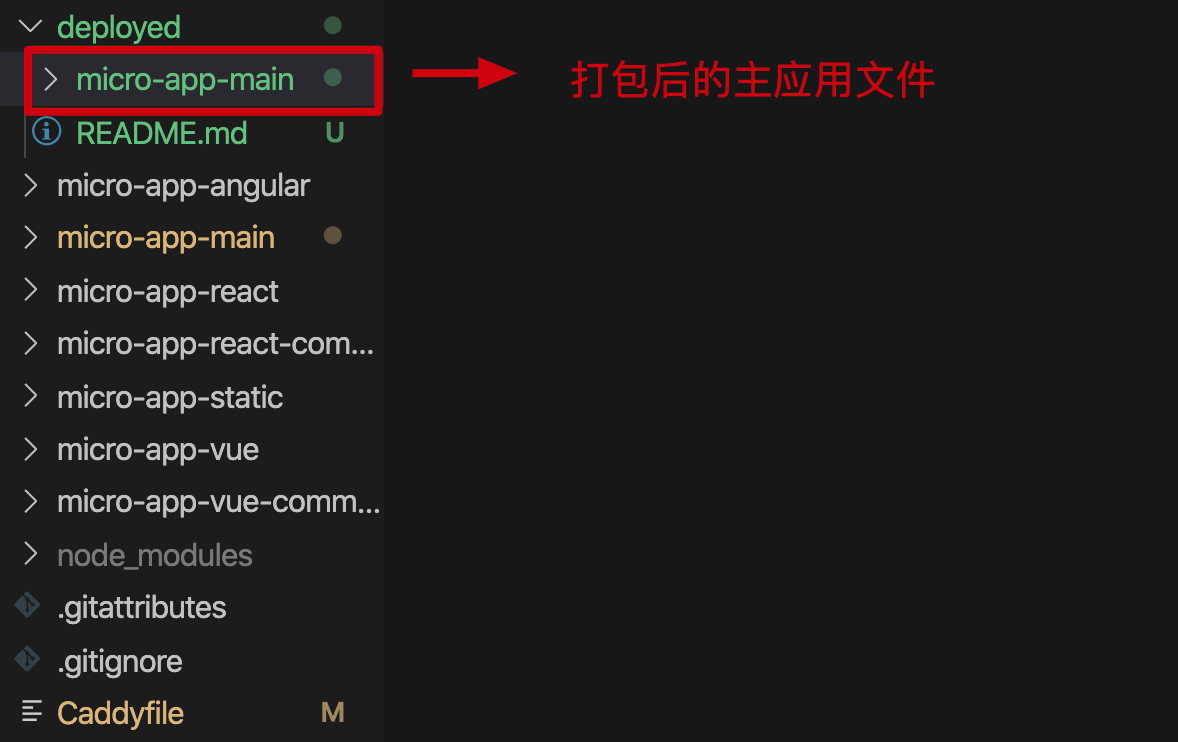 deployed
micro-app-main 打包后的主应用文件
README.md U
micro-app-angular
micro-app-main
micro-app-react
micro-app-react-com...
micro-app-static
micro-app-vue
micro-app-vue-comm...
node_modules
.gitattributes
.gitignore
Caddyfile M